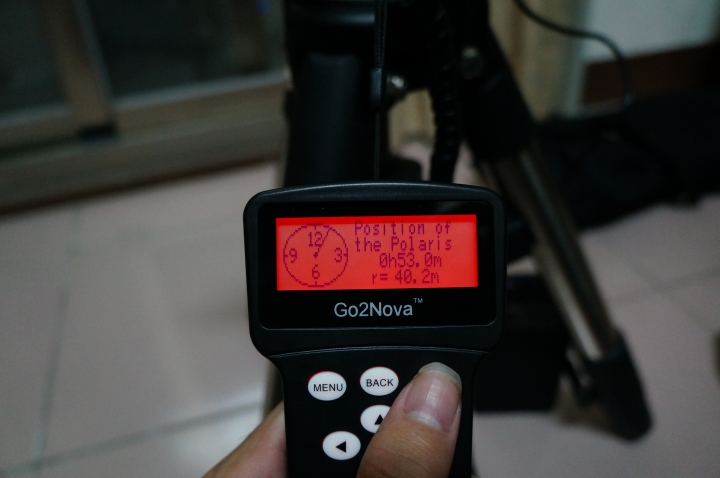 Position of
the Polaris
0h53.0m
r= 40.2m
12
9
3
6
Go2Nova™
MENU
BACK